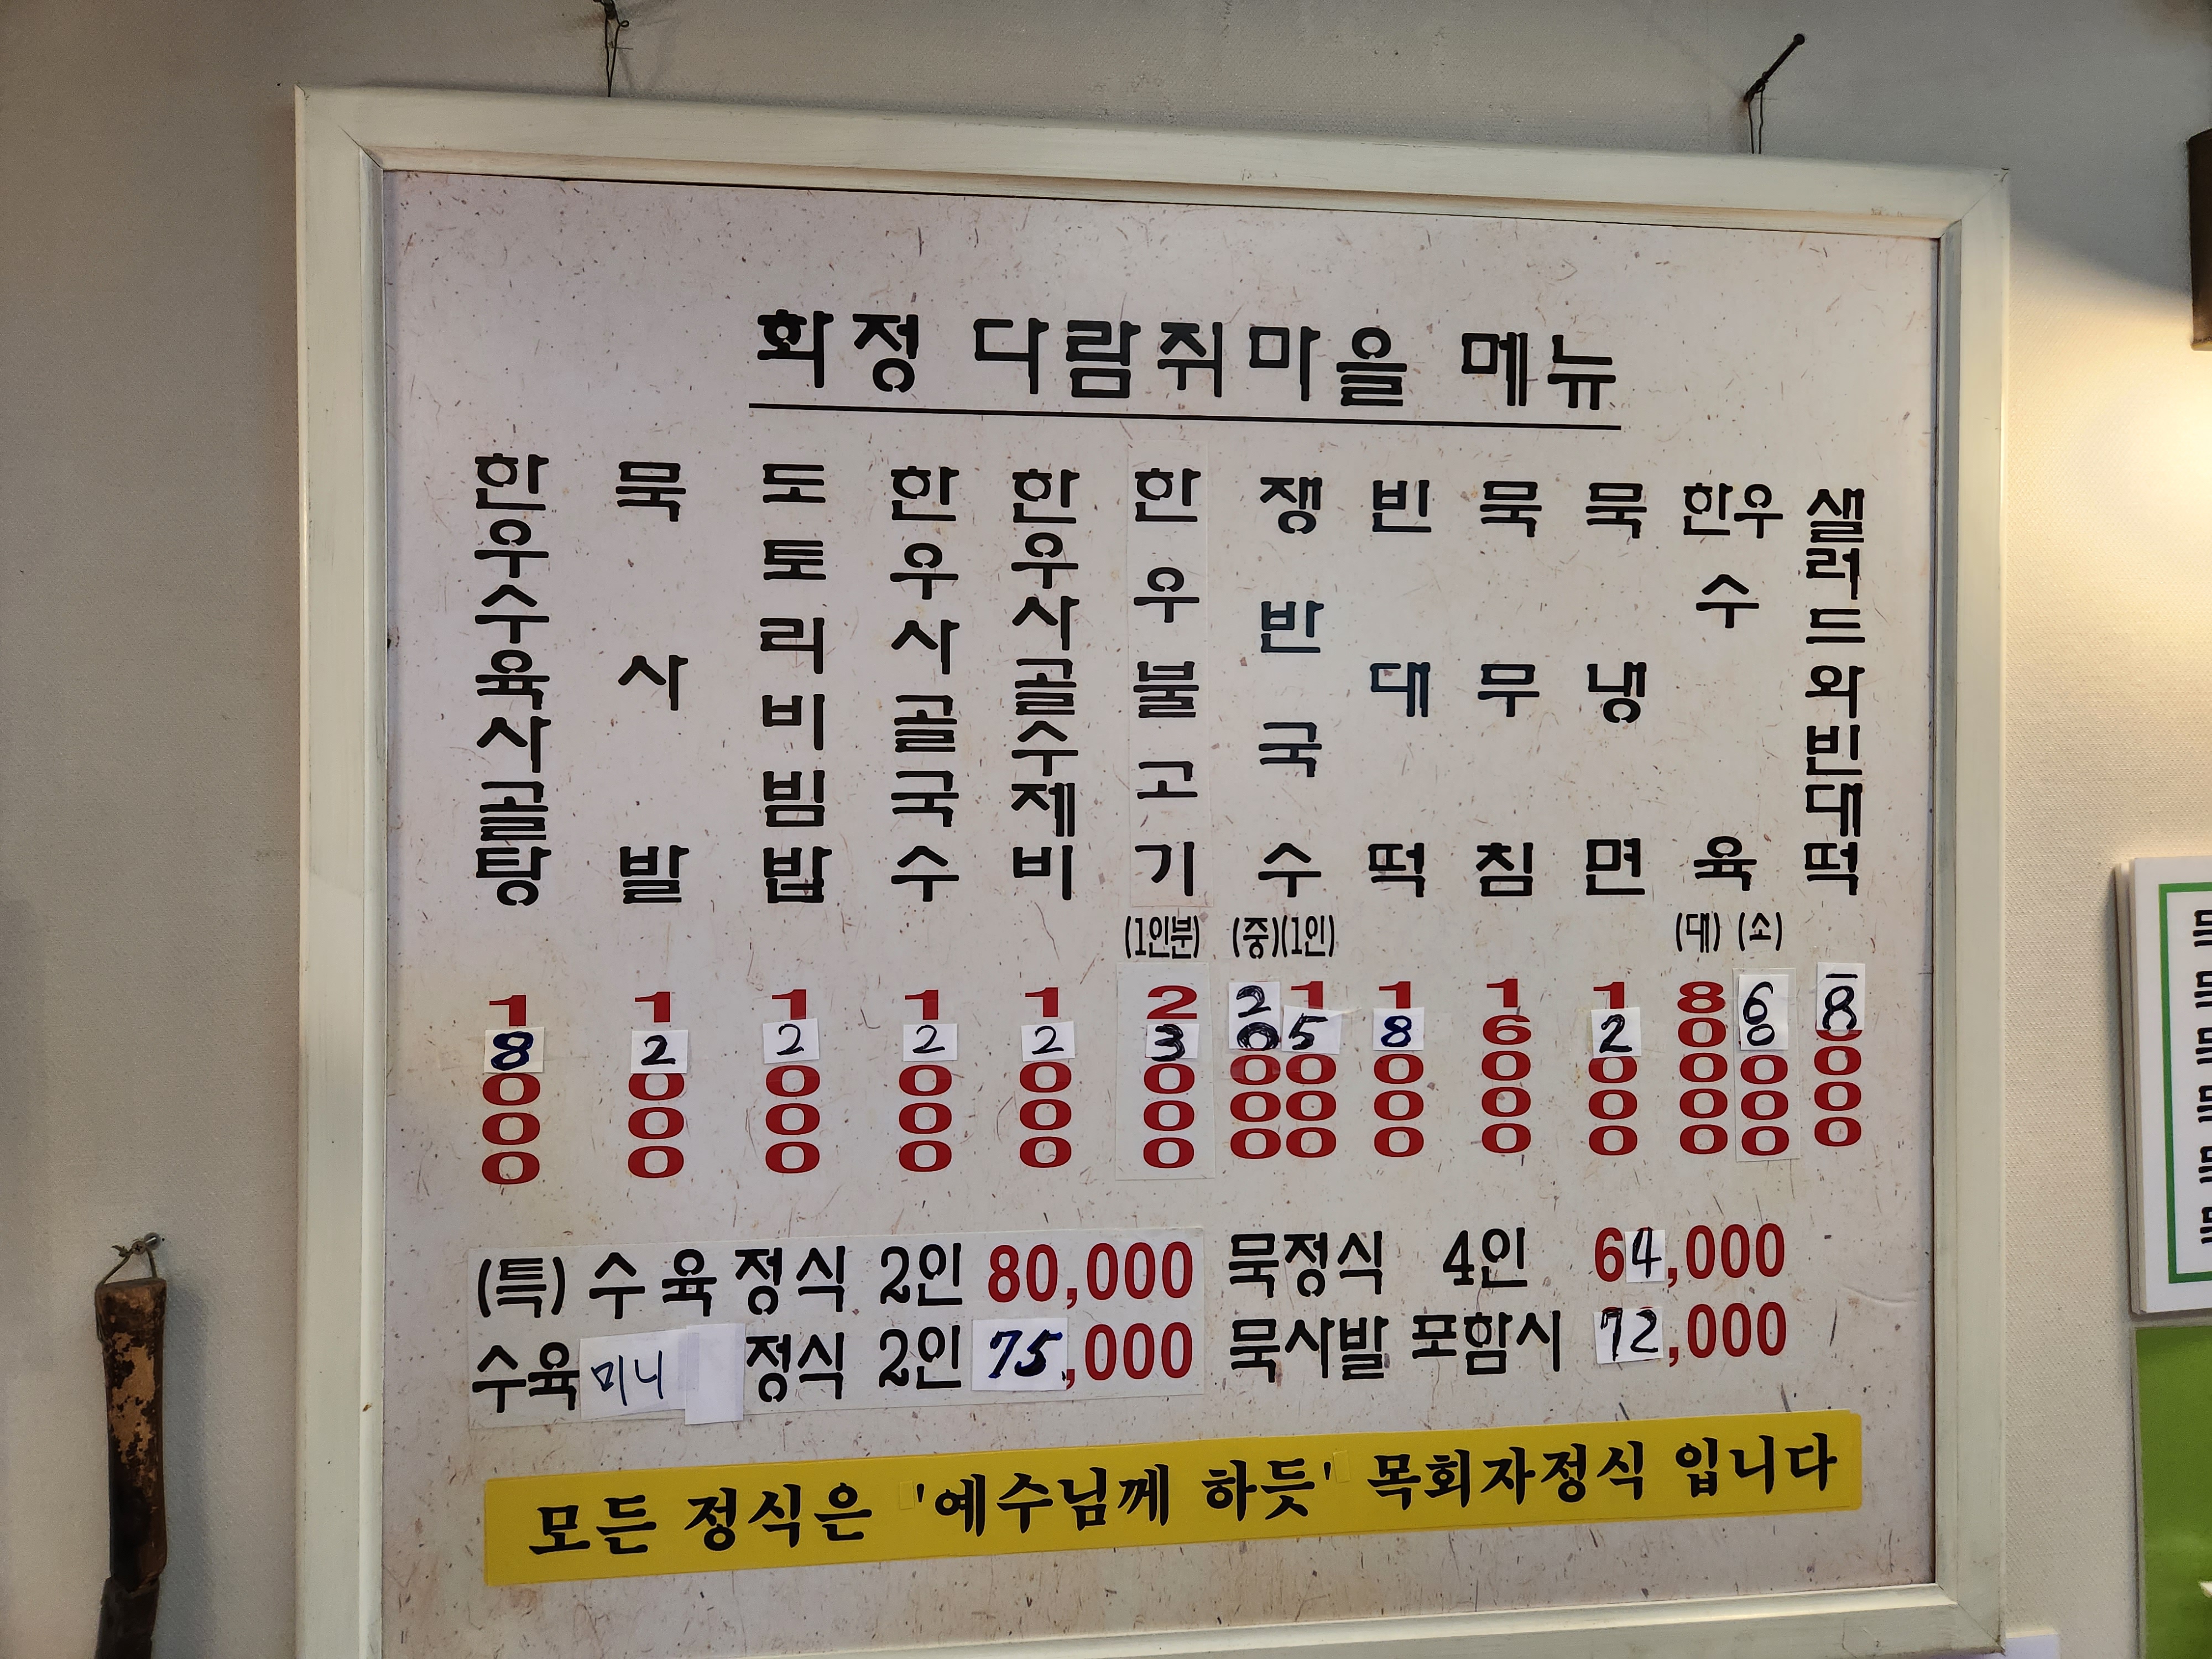 화정 다람쥐마을 메뉴
한우수육사골탕 18000
묵사발 12000
도토리비빔밥 12000
한우사골국수 12000
한우사골수제비 12000
한우불고기 (1인분) 23000
쟁반국수 (중) 20000 (1인) 15000
빈대떡 18000
묵무침 16000
묵냉면 12000
한우수육 (대) 80000 (소) 60000
샐러드와빈대떡 8000
(특) 수육정식 2인 80,000
수육미니 정식 2인 75,000
묵정식 4인 64,000
묵사발 포함시 72,000
모든 정식은 '예수님께 하듯' 목회자정식 입니다